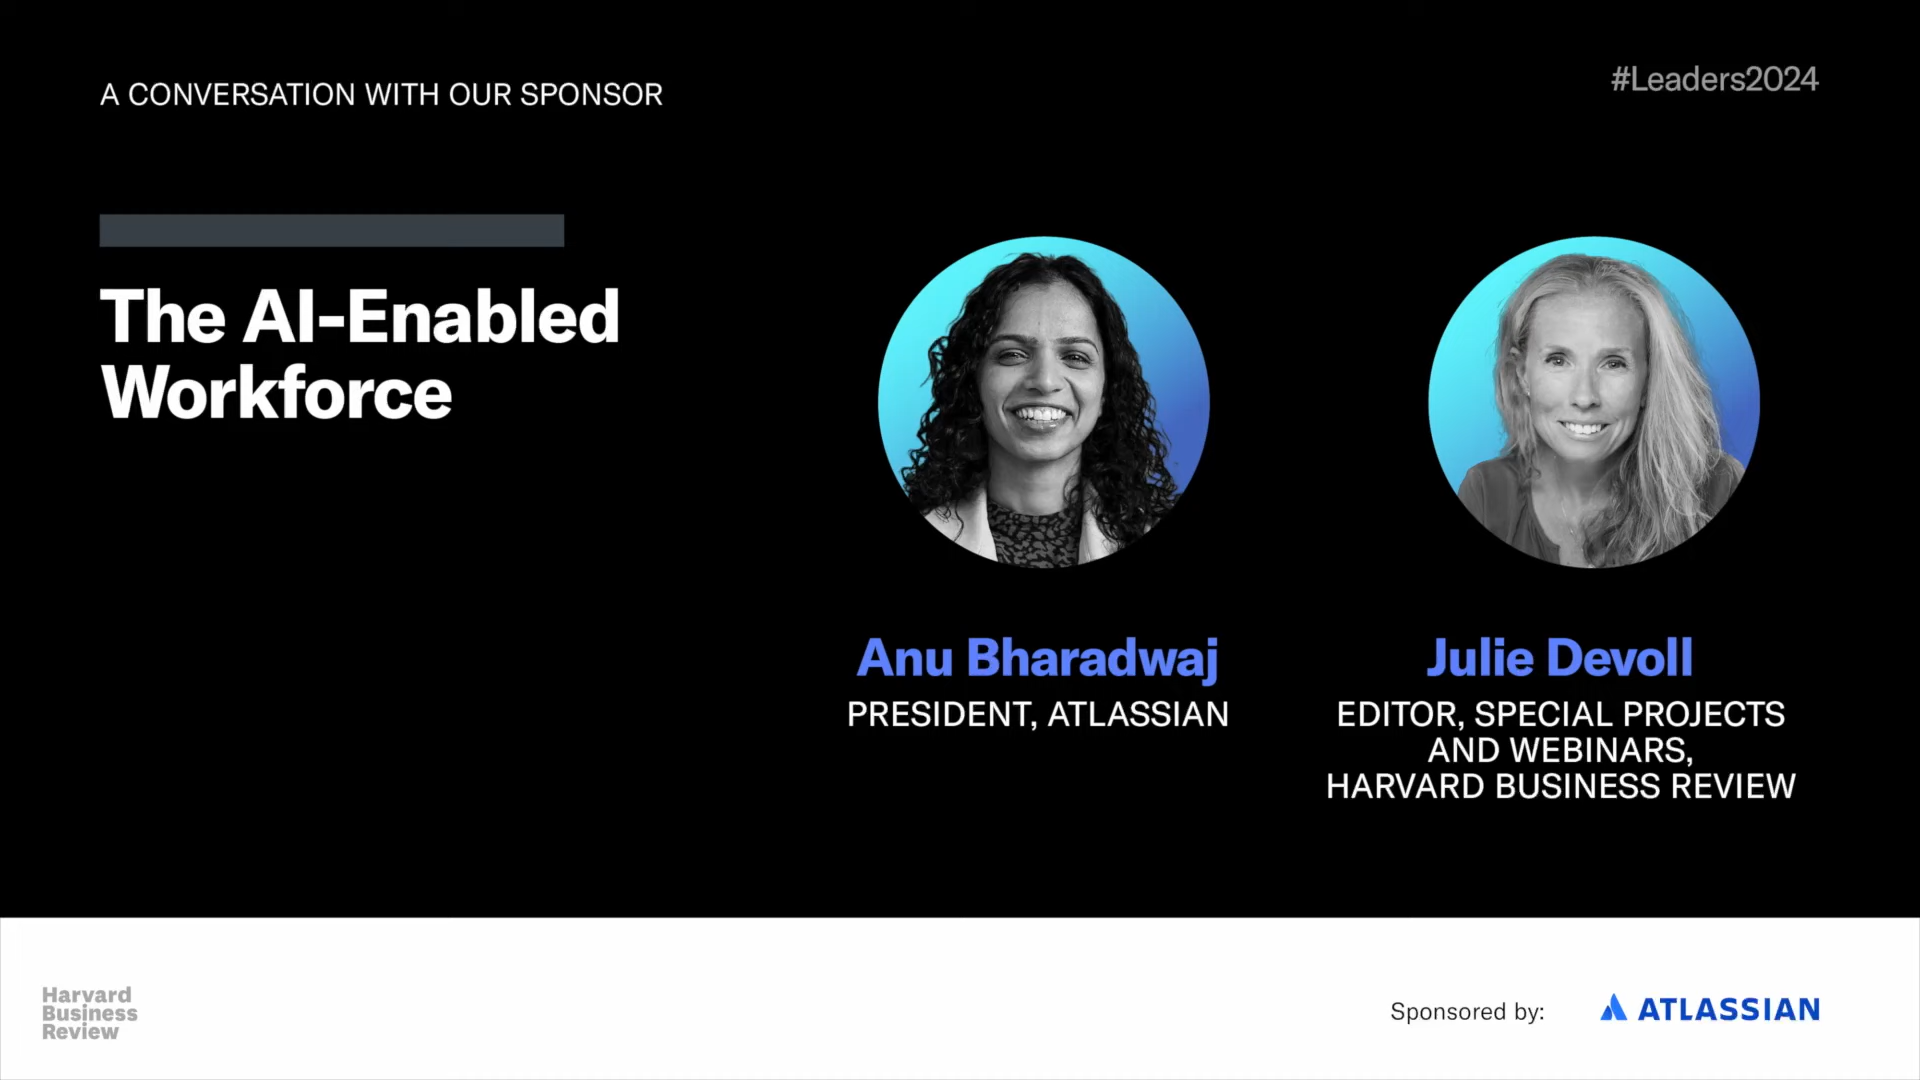 A CONVERSATION WITH OUR SPONSOR
#Leaders2024
The AI-Enabled
Workforce
Anu Bharadwaj
PRESIDENT, ATLASSIAN
Julie Devoll
EDITOR, SPECIAL PROJECTS
AND WEBINARS,
HARVARD BUSINESS REVIEW
Harvard
Business
Review
Sponsored by:
ATLASSIAN